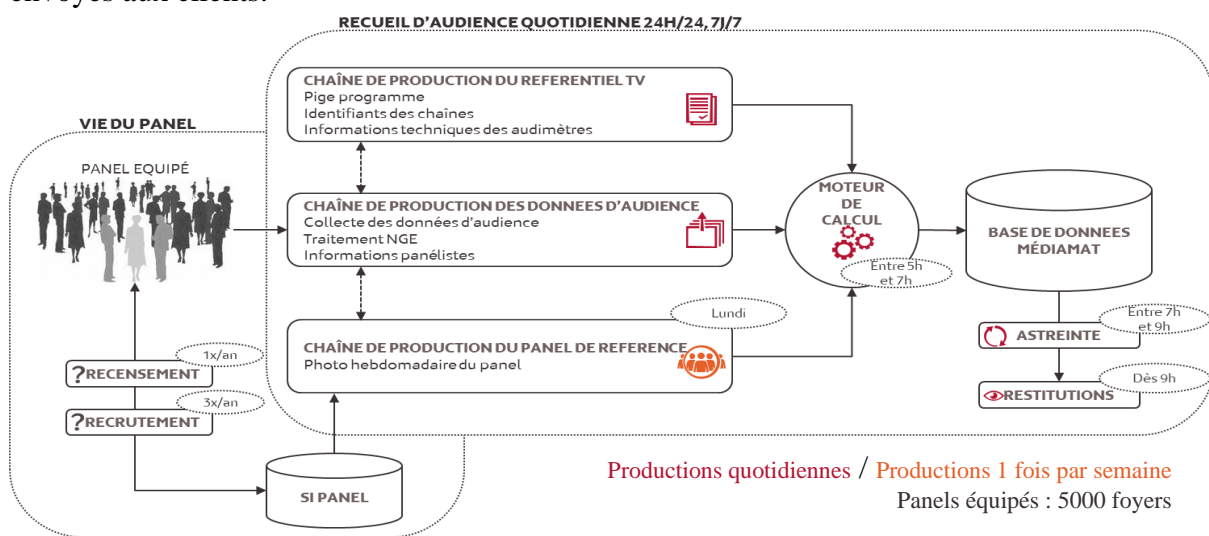 envoyés aux clients.
RECUEIL D'AUDIENCE QUOTIDIENNE 24H/24, 7J/7
CHAÎNE DE PRODUCTION DU REFERENTIEL TV
Pige programme
Identifiants des chaînes
Informations techniques des audimètres
VIE DU PANEL
PANEL EQUIPÉ
CHAÎNE DE PRODUCTION DES DONNEES D'AUDIENCE
Collecte des données d'audience
Traitement NGE
Informations panélistes
MOTEUR
DE
CALCUL
Entre 5h
et 7h
BASE DE DONNEES
MÉDIAMAT
Lundi
CHAÎNE DE PRODUCTION DU PANEL DE REFERENCE
Photo hebdomadaire du panel
Entre 7h
et 9h
ASTREINTE
Dès 9h
RESTITUTIONS
1x/an
?RECENSEMENT
3x/an
?RECRUTEMENT
SI PANEL
Productions quotidiennes / Productions 1 fois par semaine
Panels équipés : 5000 foyers